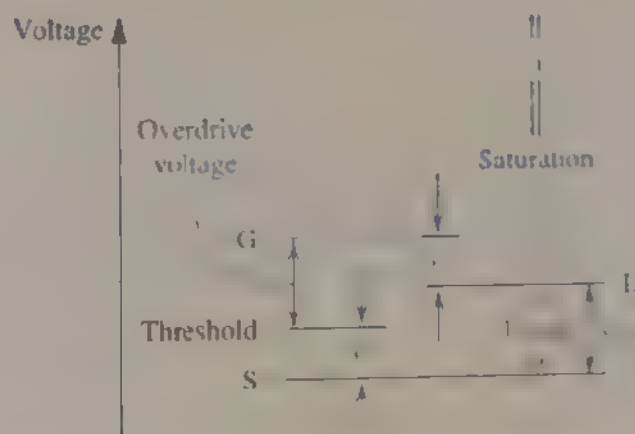 Voltage
Overdrive
voltage
Saturation
G
Threshold
S